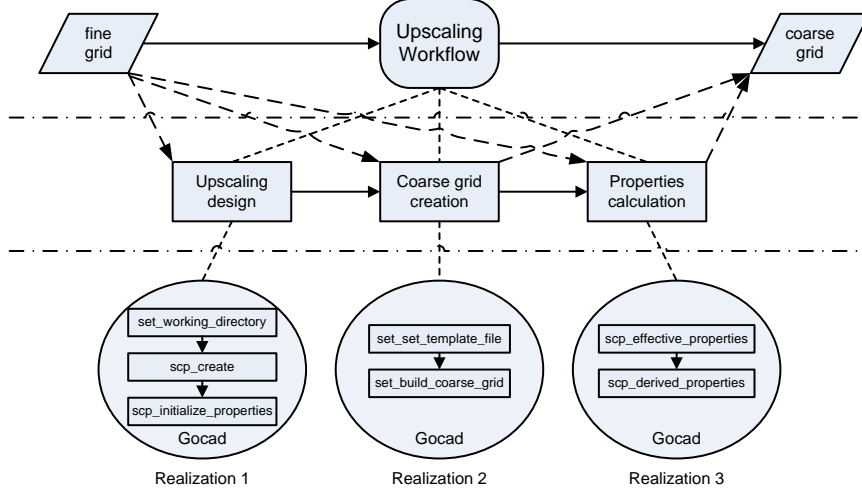 fine
grid
Upscaling
Workflow
coarse
grid
Upscaling
design
Coarse grid
creation
Properties
calculation
set_working_directory
scp_create
scp_initialize_properties
Gocad
set_set_template_file
set_build_coarse_grid
Gocad
scp_effective_properties
scp_derived_properties
Gocad
Realization 1
Realization 2
Realization 3